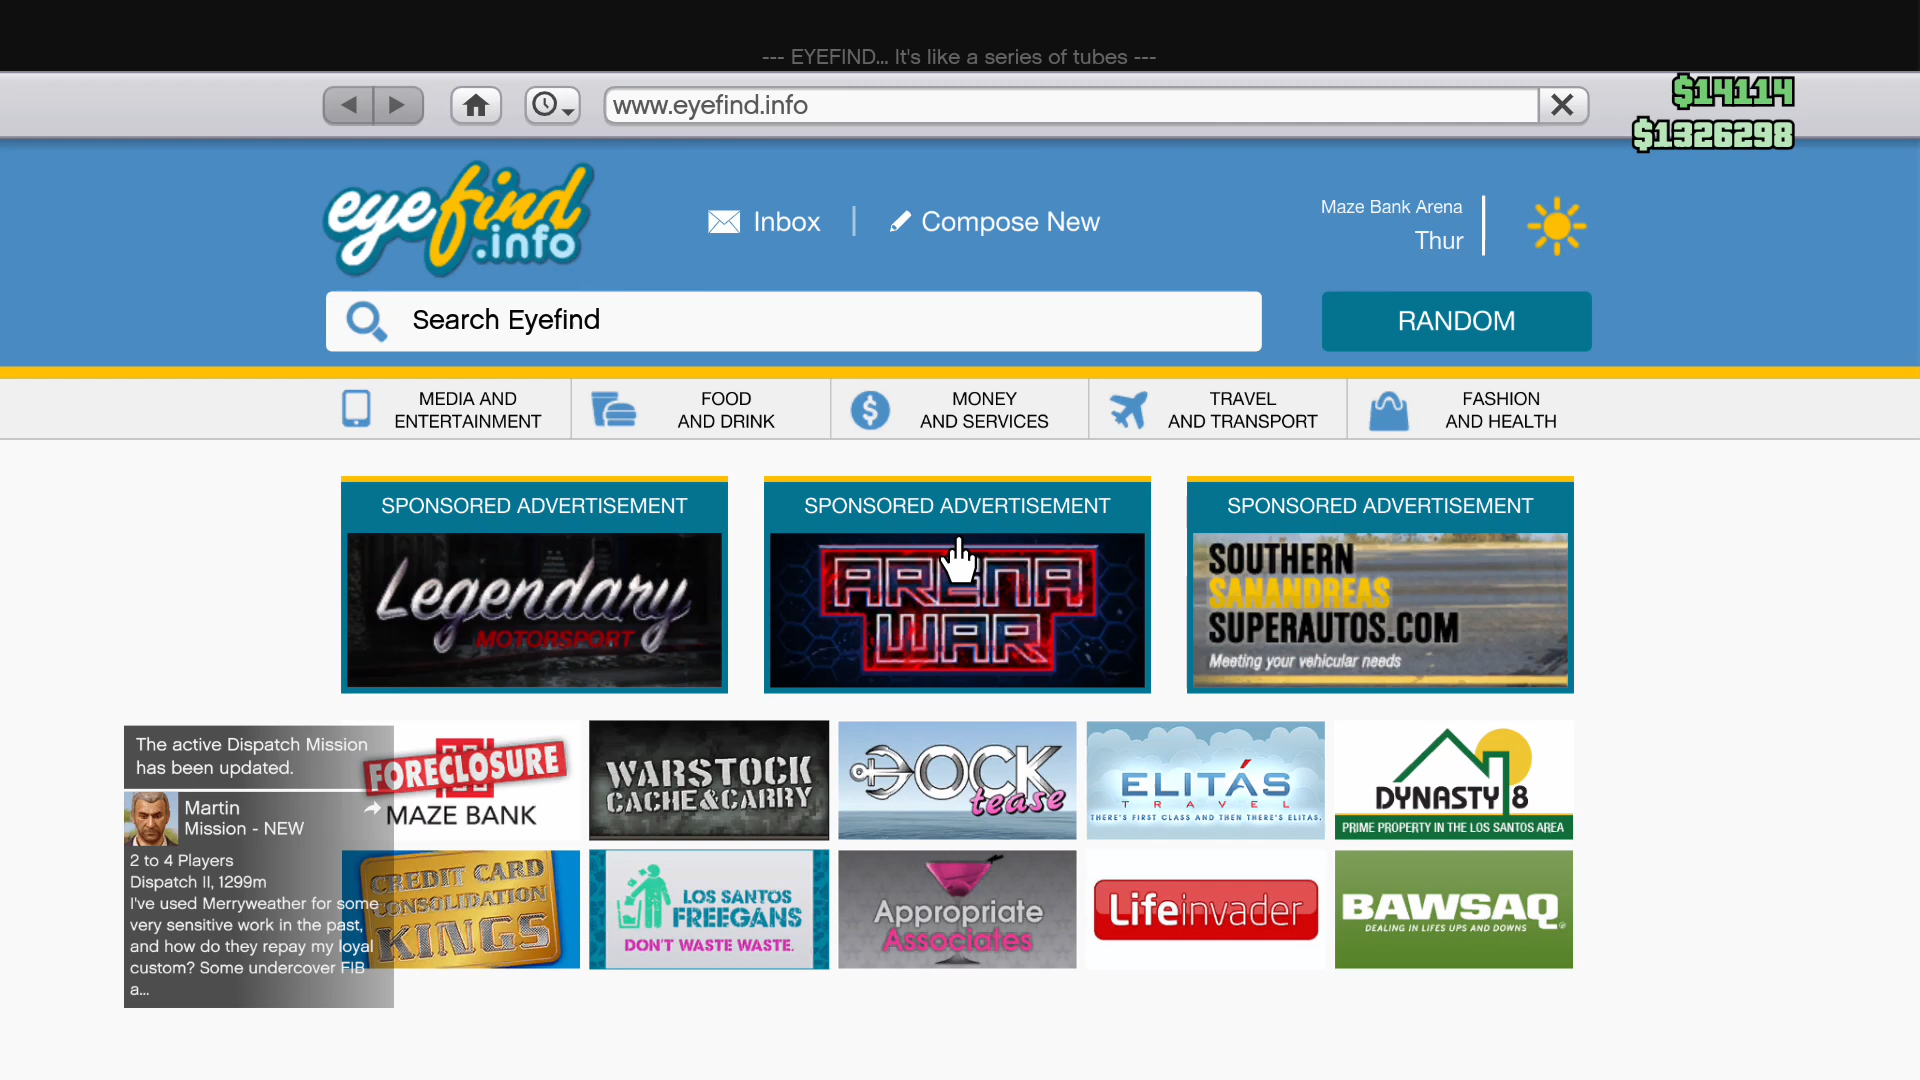 --- EYEFIND... It's like a series of tubes ---
www.eyefind.info
$14114
$1326298
eyefind
.info
Inbox
Compose New
Maze Bank Arena
Thur
Search Eyefind
RANDOM
MEDIA AND
ENTERTAINMENT
FOOD
AND DRINK
MONEY
AND SERVICES
TRAVEL
AND TRANSPORT
FASHION
AND HEALTH
SPONSORED ADVERTISEMENT
Legendary
MOTORSPORT
SPONSORED ADVERTISEMENT
ARENA
WAR
SPONSORED ADVERTISEMENT
SOUTHERN
SANANDREAS
SUPERAUTOS.COM
Meeting your vehicular needs
FORECLOSURE
MAZE BANK
WARSTOCK
CACHE&CARRY
DOCK
tease
ELITÁS
TRAVEL
THERE'S FIRST CLASS AND THEN THERE'S ELITAS.
DYNASTY 8
PRIME PROPERTY IN THE LOS SANTOS AREA
CREDIT CARD
CONSOLIDATION
KINGS
LOS SANTOS
FREEGANS
DON'T WASTE WASTE.
Appropriate
Associates
Lifeinvader
BAWSAQ
DEALING IN LIFES UPS AND DOWNS
The active Dispatch Mission
has been updated.
Martin
Mission - NEW
2 to 4 Players
Dispatch II, 1299m
I've used Merryweather for some
very sensitive work in the past,
and how do they repay my loyal
custom? Some undercover FIB
a...